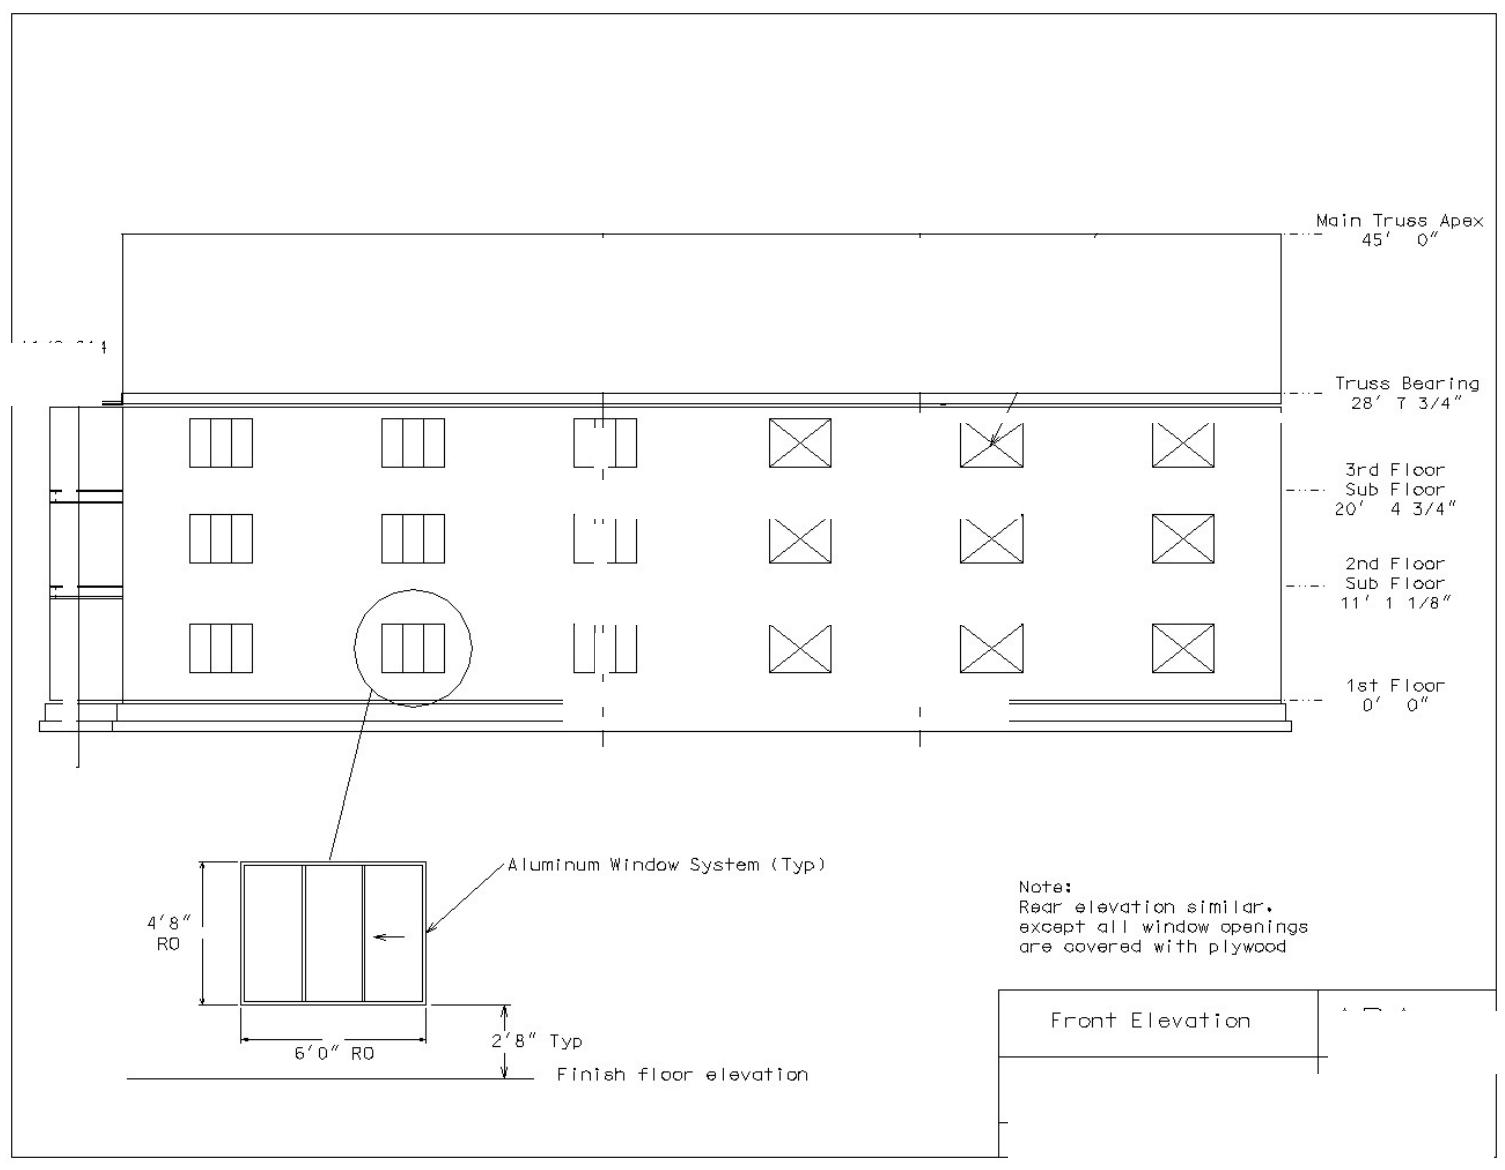 Main Truss Apex
45' 0"
Truss Bearing
28' 7 3/4"
3rd Floor
Sub Floor
20' 4 3/4"
2nd Floor
Sub Floor
11' 1 1/8"
1st Floor
0' 0"
Aluminum Window System (Typ)
4'8"
RO
6'0" RO
2'8" Typ
Finish floor elevation
Note:
Rear elevation similar.
except all window openings
are covered with plywood
Front Elevation